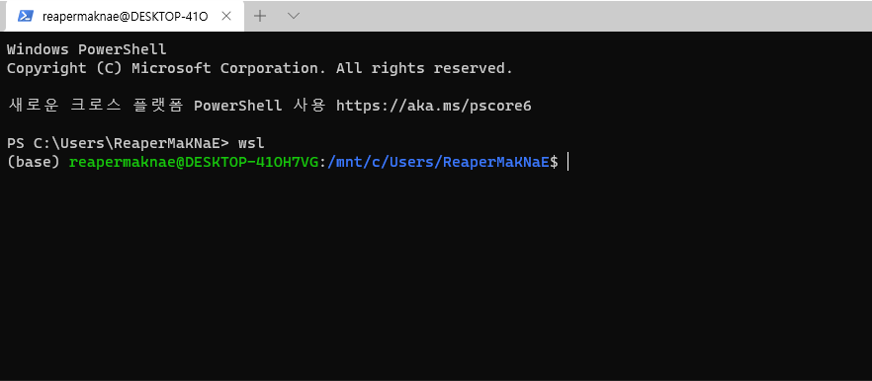 reapermaknae@DESKTOP-41O
Windows PowerShell
Copyright (C) Microsoft Corporation. All rights reserved.
새로운 크로스 플랫폼 PowerShell 사용 https://aka.ms/pscore6
PS C:\Users\ReaperMaKNaE> wsl
(base) reapermaknae@DESKTOP-41OH7VG:/mnt/c/Users/ReaperMaKNaE$